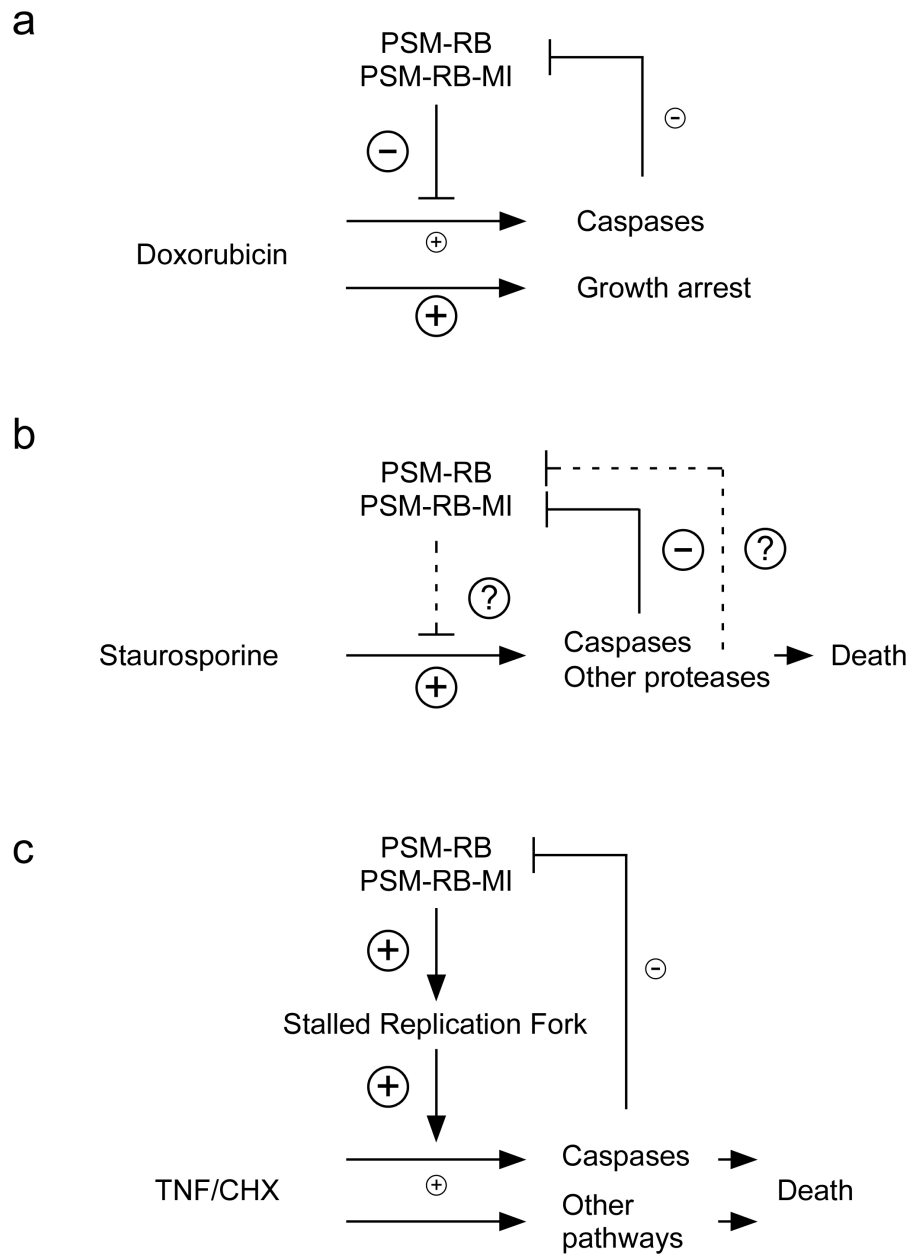 a
PSM-RB
PSM-RB-MI
−
−
Doxorubicin
Caspases
+
Growth arrest
+
b
PSM-RB
PSM-RB-MI
−
?
?
Staurosporine
Caspases
Other proteases
Death
+
c
PSM-RB
PSM-RB-MI
+
−
Stalled Replication Fork
+
TNF/CHX
Caspases
+
Death
Other
pathways